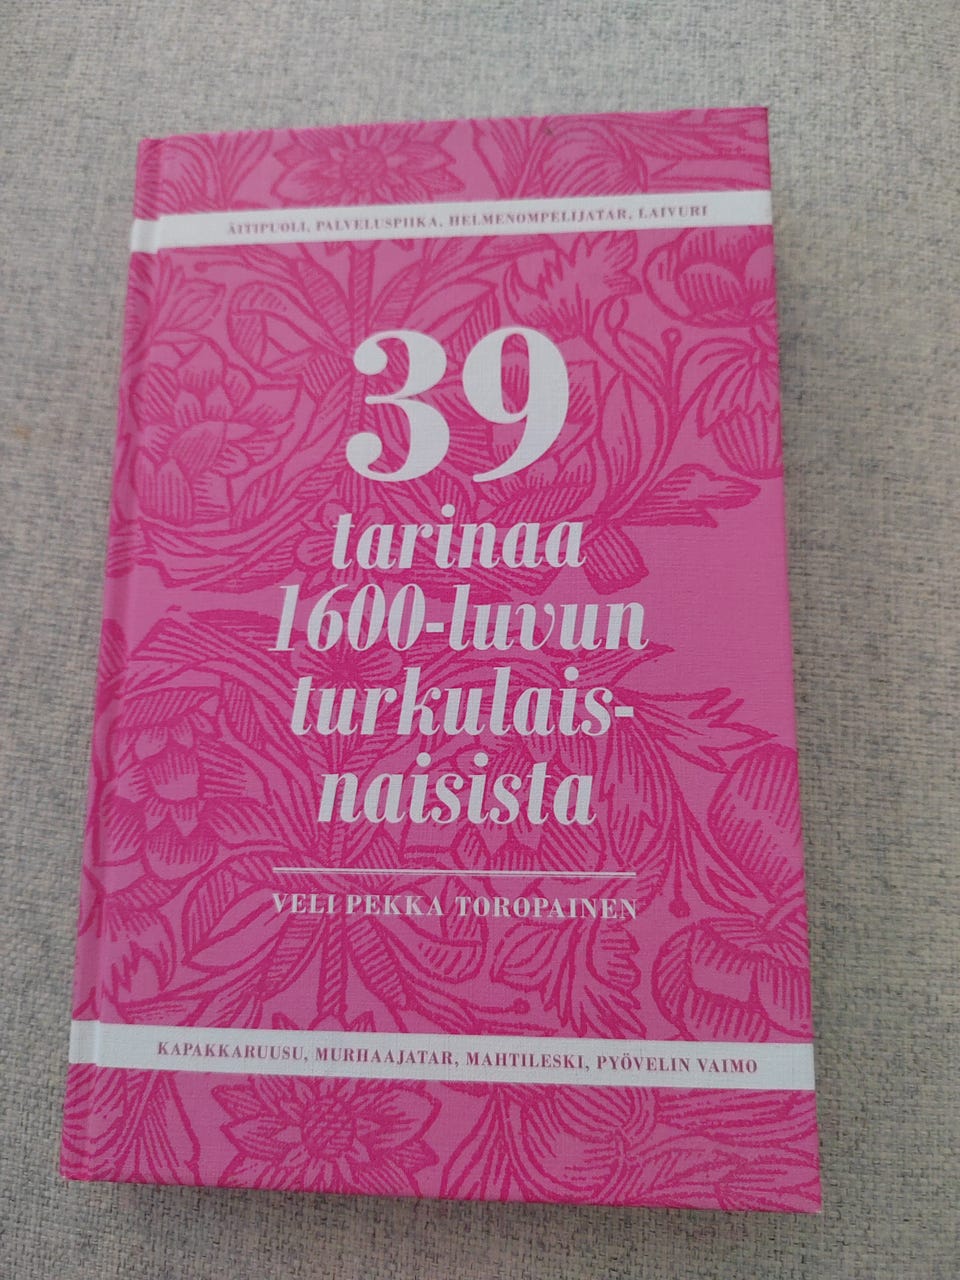 ÄITIPUOLI, PALVELUSPIIKA, HELMENOMPELIJATAR, LAIVURI
39
tarinaa
1600-luvun
turkulais-
naisista
VELI PEKKA TOROPAINEN
KAPAKKARUUSU, MURHAAJATAR, MAHTILESKI, PYÖVELIN VAIMO